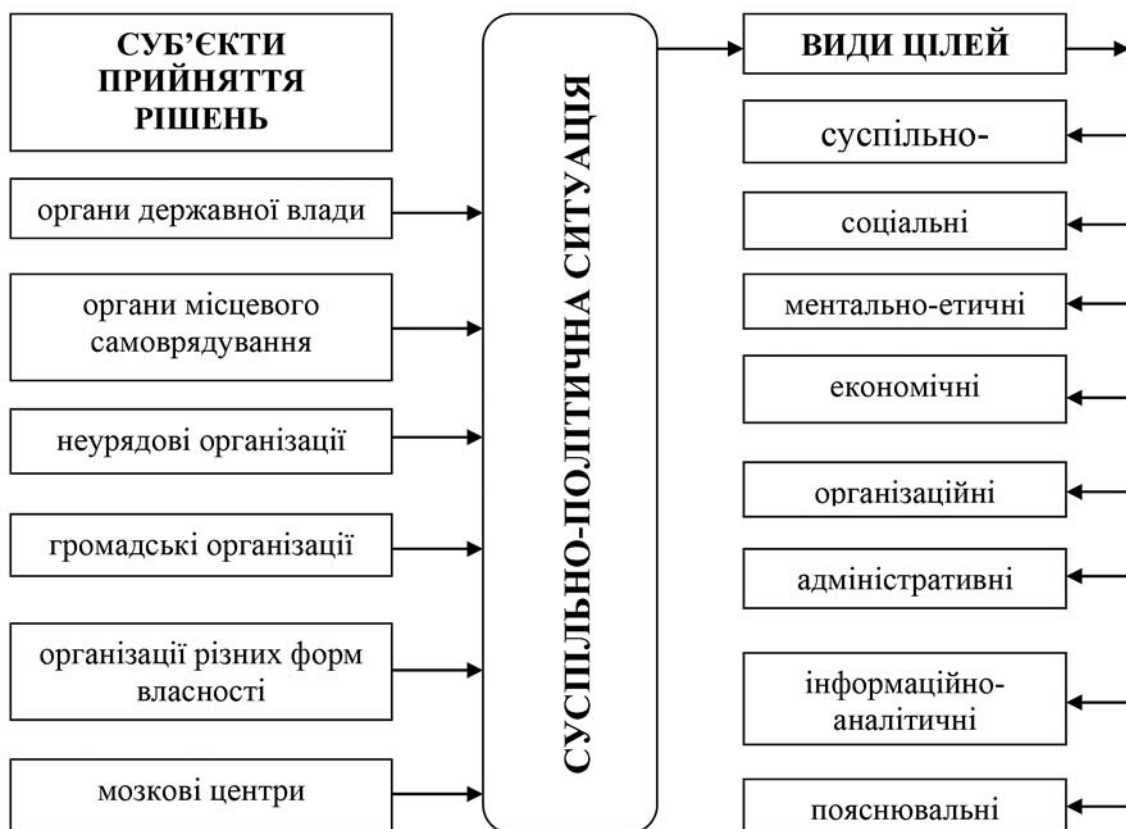 СУБ’ЄКТИ
ПРИЙНЯТТЯ
РІШЕНЬ
органи державної влади
органи місцевого
самоврядування
неурядові організації
громадські організації
організації різних форм
власності
мозкові центри
СУСПІЛЬНО-ПОЛІТИЧНА СИТУАЦІЯ
ВИДИ ЦІЛЕЙ
суспільно-
соціальні
ментально-етичні
економічні
організаційні
адміністративні
інформаційно-
аналітичні
пояснювальні